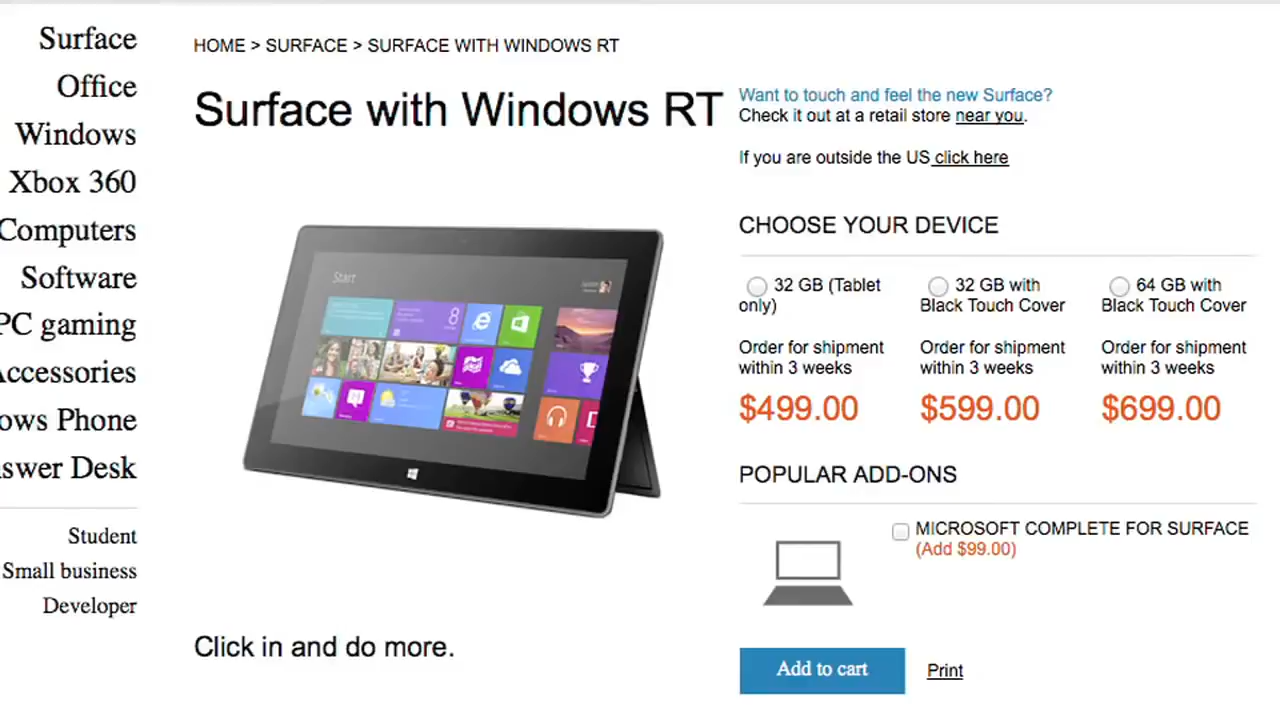 Surface
Office
Windows
Xbox 360
Computers
Software
PC gaming
Accessories
ows Phone
swer Desk
Student
Small business
Developer
HOME > SURFACE > SURFACE WITH WINDOWS RT
Surface with Windows RT
Start
8
Click in and do more.
Want to touch and feel the new Surface?
Check it out at a retail store near you.
If you are outside the US click here
CHOOSE YOUR DEVICE
32 GB (Tablet
only)
Order for shipment
within 3 weeks
$499.00
32 GB with
Black Touch Cover
Order for shipment
within 3 weeks
$599.00
64 GB with
Black Touch Cover
Order for shipment
within 3 weeks
$699.00
POPULAR ADD-ONS
MICROSOFT COMPLETE FOR SURFACE
(Add $99.00)
Add to cart
Print